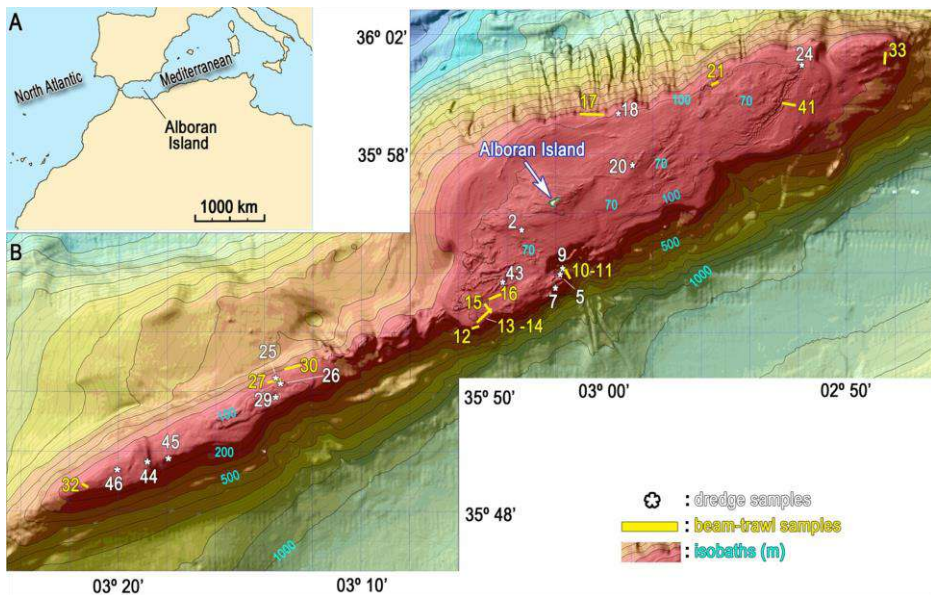 A
North Atlantic
Mediterranean
Alboran
Island
1000 km
36º 02'
35º 58'
33
24
21
17
18
100
70
41
20
70
Alboran Island
70
100
2
70
500
9
10-11
1000
43
16
15
7
5
12
13 -14
B
25
30
27
26
29
100
35º 50'
03º 00'
02º 50'
45
200
500
32
46
44
1000
35º 48'
03º 20'
03º 10'
: dredge samples
: beam-trawl samples
: isobaths (m)